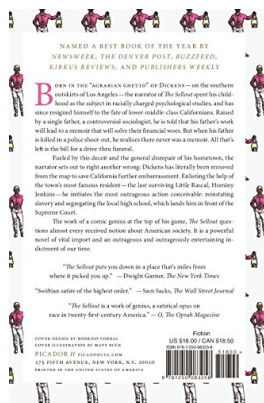 NAMED A BEST BOOK OF THE YEAR BY
NEWSWEEK, THE DENVER POST, BUZZFEED,
KIRKUS REVIEWS, AND PUBLISHERS WEEKLY
BORN IN THE "AGRARIAN GHETTO" OF DICKENS—on the southern
outskirts of Los Angeles—the narrator of The Sellout spent his child-
hood as the subject in racially charged psychological studies, and has
since resigned himself to the fate of lower-middle-class Californians. Raised
by a single father, a controversial sociologist, he is told that his father's work
will lead to a memoir that will solve their financial woes. But when his father
is killed in a police shoot-out, he realizes there never was a memoir. All that's
left is the bill for a drive-thru funeral.
Fueled by this deceit and the general disrepair of his hometown, the
narrator sets out to right another wrong: Dickens has literally been removed
from the map to save California further embarrassment. Enlisting the help of
the town's most famous resident—the last surviving Little Rascal, Hominy
Jenkins—he initiates the most outrageous action conceivable: reinstating
slavery and segregating the local high school, which lands him in front of the
Supreme Court.
The work of a comic genius at the top of his game, The Sellout ques-
tions almost every received notion about American society. It is a powerful
novel of vital import and an outrageous and outrageously entertaining in-
dictment of our time.
"The Sellout puts you down in a place that's miles from
where it picked you up." —Dwight Garner, The New York Times
"Swiftian satire of the highest order." —Sam Sacks, The Wall Street Journal
"The Sellout is a work of genius, a satirical opus on
race in twenty-first-century America." —O, The Oprah Magazine
Fiction
US $16.00 / CAN $18.50
COVER DESIGN BY RODRIGO CORRAL
COVER ILLUSTRATION BY MATT BUCK
PICADOR // PICADORUSA.COM
175 FIFTH AVENUE, NEW YORK, N.Y. 10010
PRINTED IN THE UNITED STATES OF AMERICA